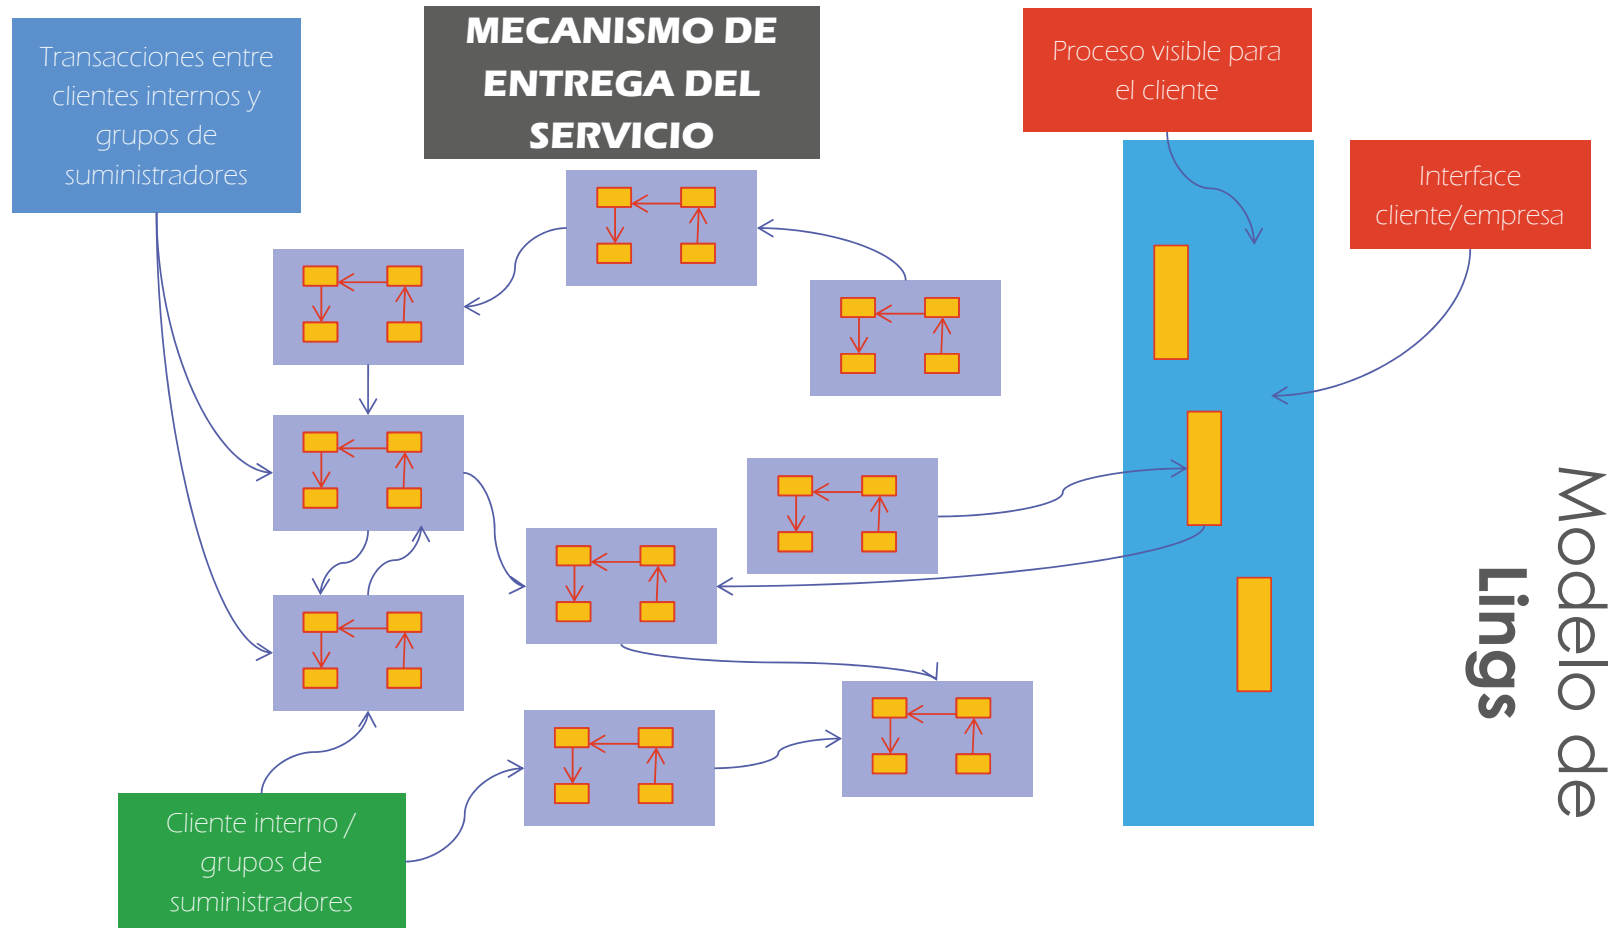 MECANISMO DE
ENTREGA DEL
SERVICIO
Transacciones entre
clientes internos y
grupos de
suministradores
Proceso visible para
el cliente
Interface
cliente/empresa
Cliente interno /
grupos de
suministradores
Modelo de
Lings